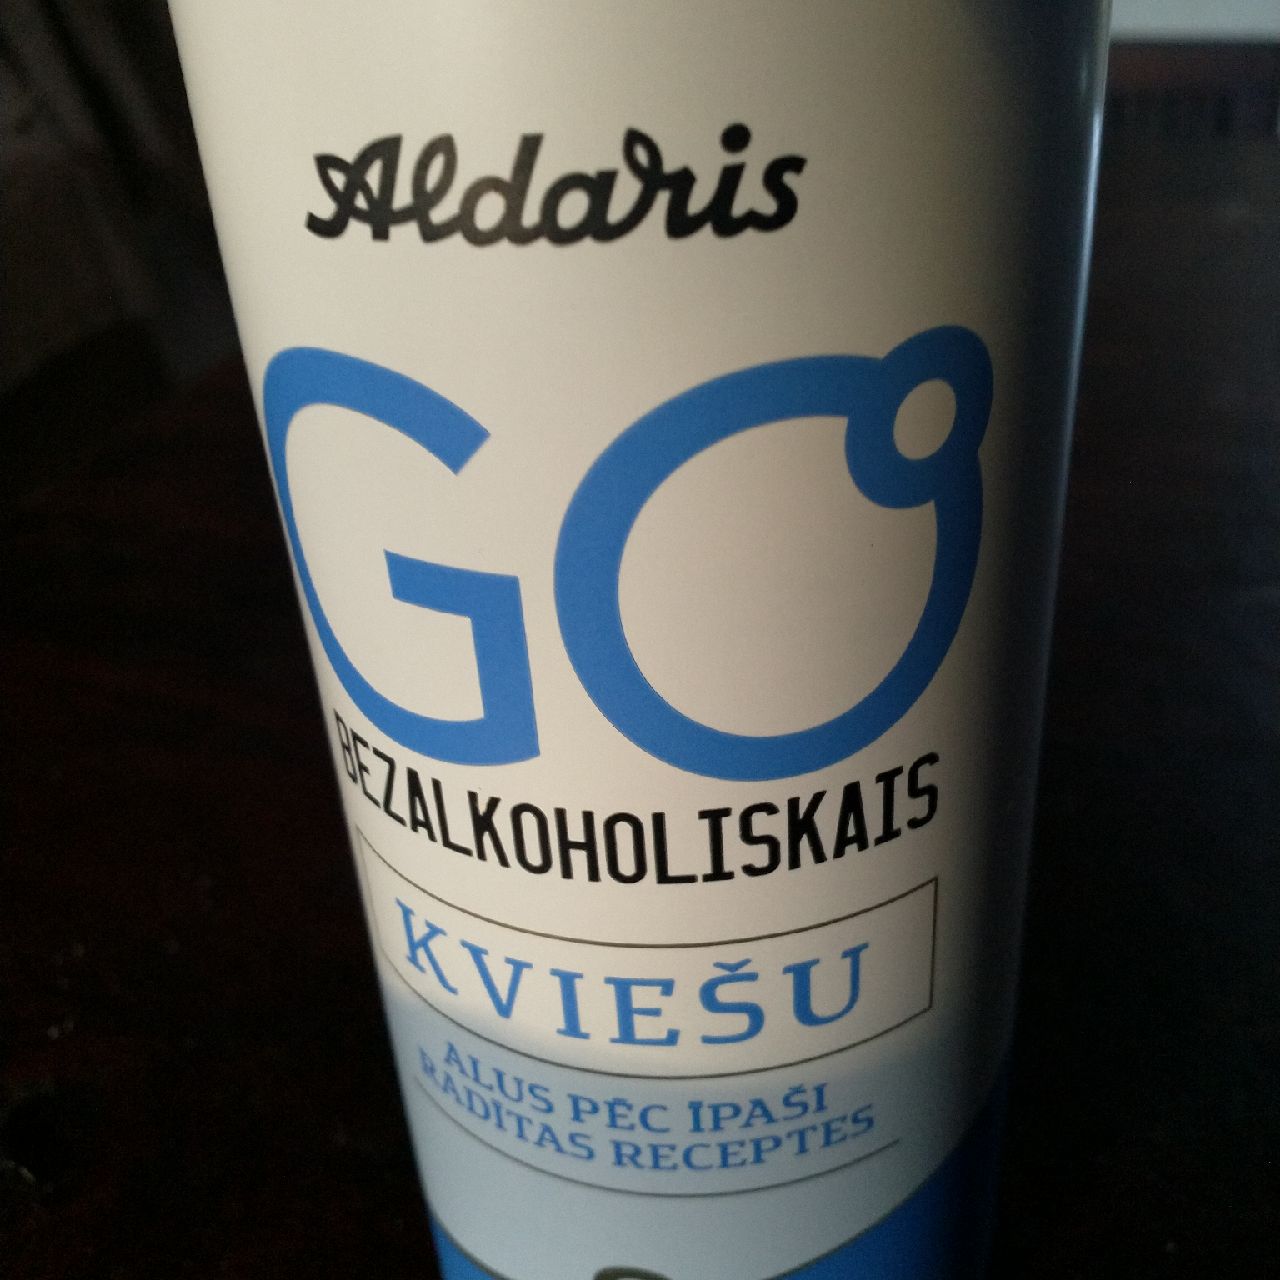 Aldaris
GO
BEZALKOHOLISKAIS
KVIEŠU
ALUS PĒC ĪPAŠI
RADĪTAS RECEPTES